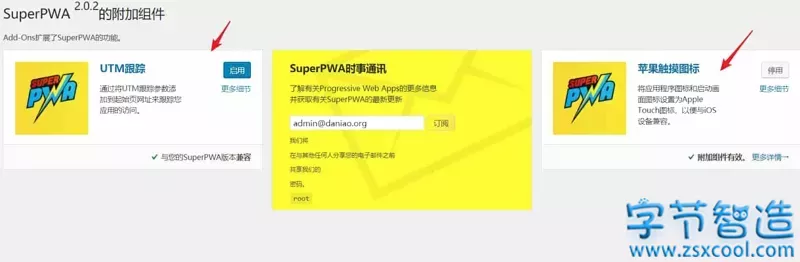 SuperPWA 2.0.2的附加组件
Add-Ons扩展了SuperPWA的功能。
SUPER
PWA
UTM跟踪
启用
通过将UTM跟踪参数添
加到起始页网址来跟踪您
应用的访问。
更多细节
✓ 与您的SuperPWA版本兼容
SuperPWA时事通讯
了解有关Progressive Web Apps的更多信息
并获取有关SuperPWA的最新更新
admin@daniao.org
订阅
我们将
在与其他任何人分享您的电子邮件之前
共享我们的
密码。
root
SUPER
PWA
苹果触摸图标
停用
将应用程序图标和启动画
面图标设置为Apple
Touch图标，以便与iOS
设备兼容。
更多细节
✓ 附加组件有效。 更多详情→
字节智造
www.zsxcool.com